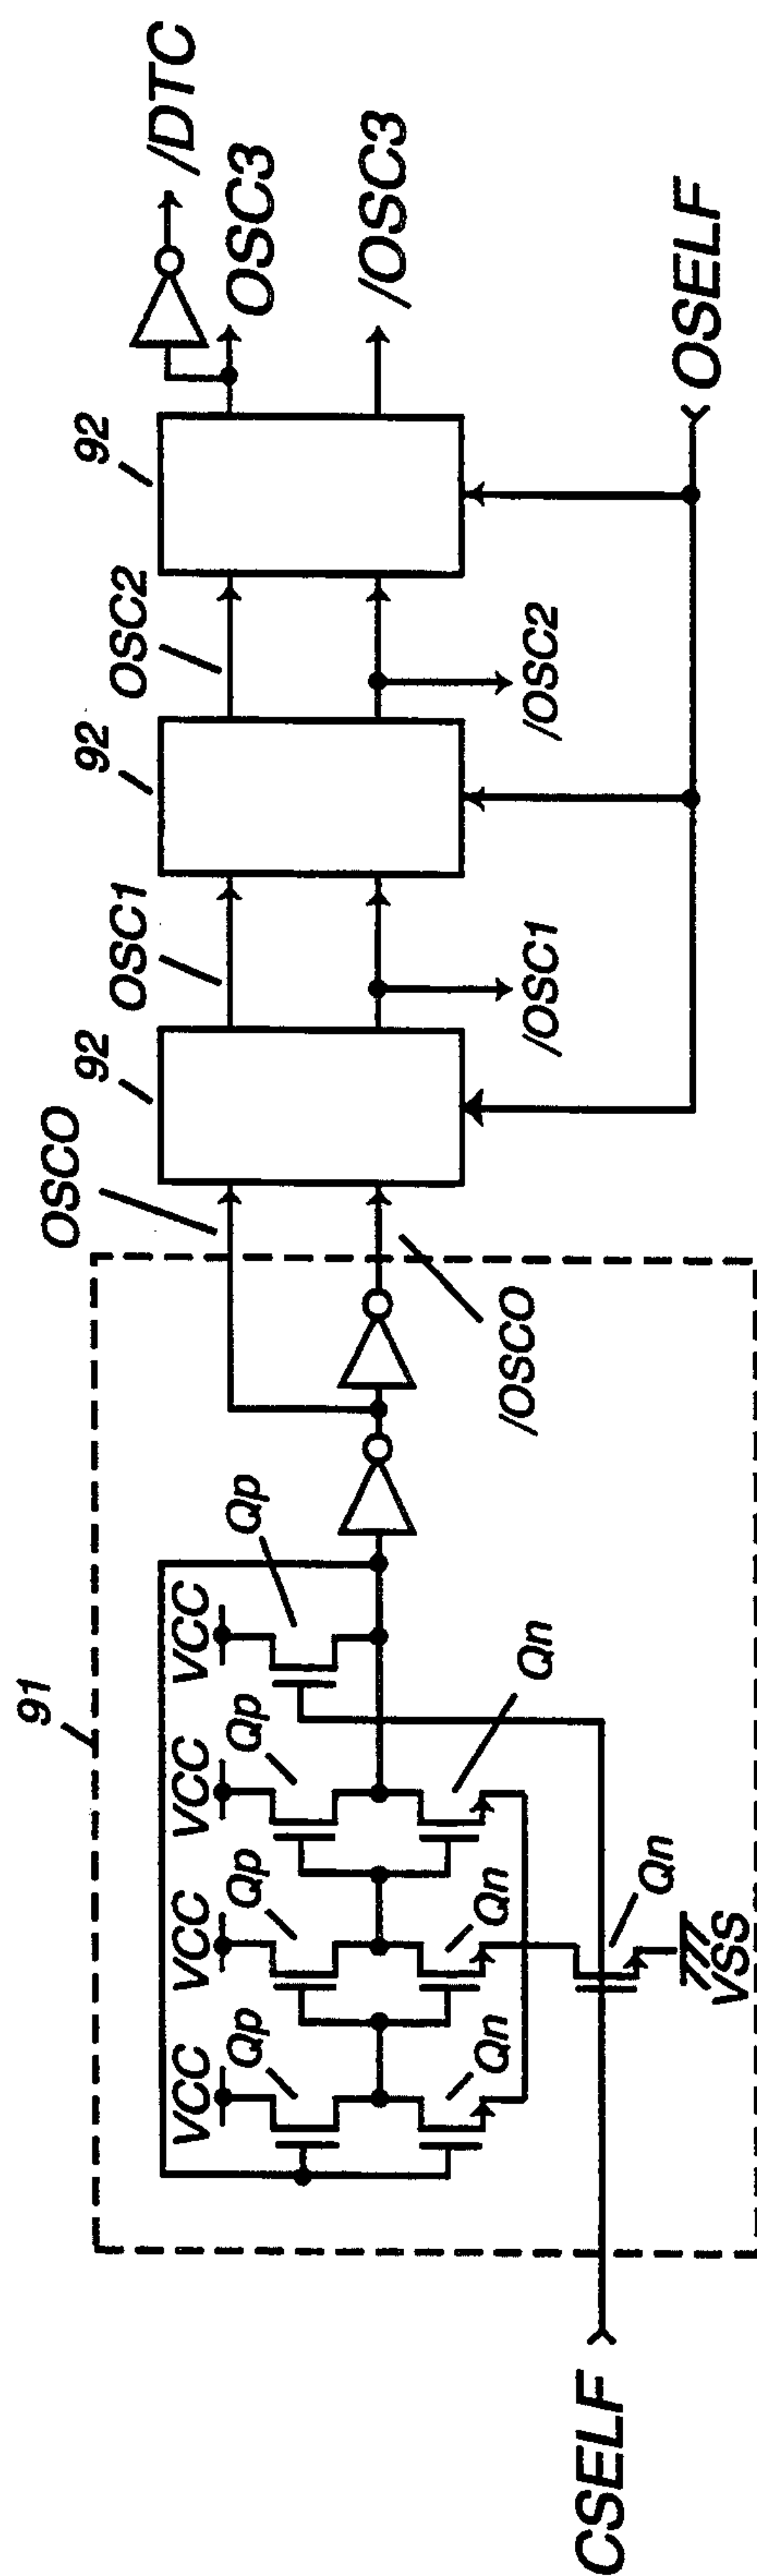 /DTC
OSC3
/OSC3
OSELF
92
OSC2
/OSC2
92
OSC1
/OSC1
92
OSCO
/OSCO
91
VCC
Qp
VCC
Qp
Qn
VCC
Qp
Qn
VCC
Qp
Qn
Qn
VSS
CSELF